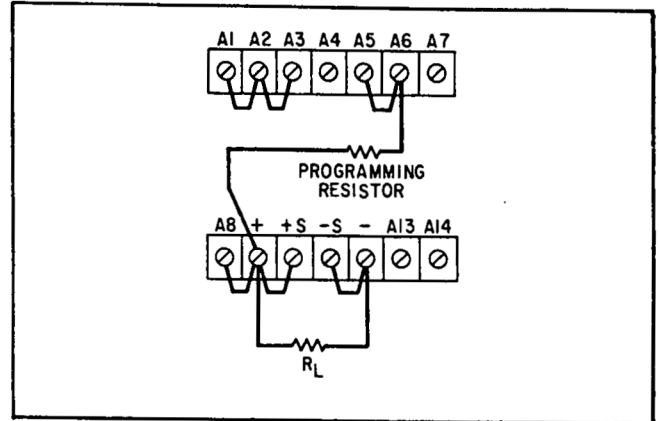 A1 A2 A3 A4 A5 A6 A7
PROGRAMMING
RESISTOR
A8 + +S -S - A13 A14
RL